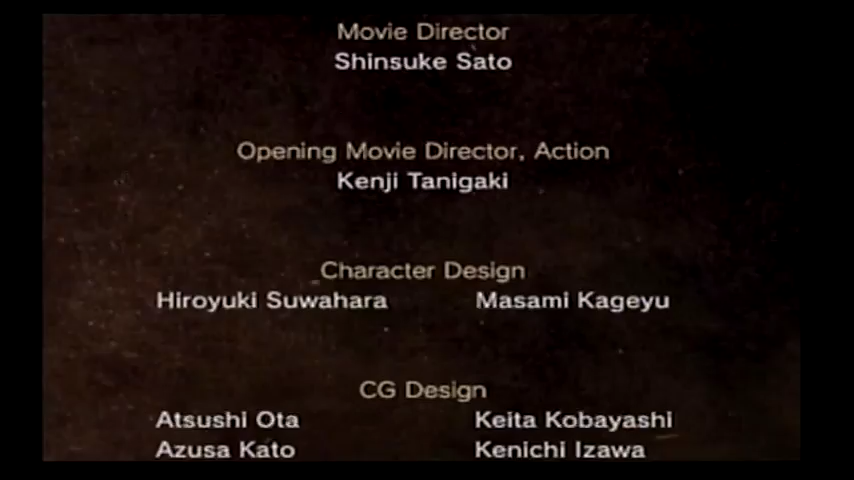 Movie Director
Shinsuke Sato
Opening Movie Director, Action
Kenji Tanigaki
Character Design
Hiroyuki Suwahara Masami Kageyu
CG Design
Atsushi Ota Keita Kobayashi
Azusa Kato Kenichi Izawa